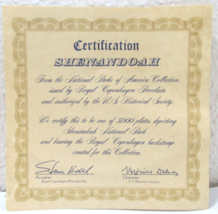 Certification
SHENANDOAH
From the National Parks of America Collection,
issued by Royal Copenhagen Porcelain
and authorized by the U.S. Historical Society.
We certify this to be one of 5000 plates depicting
Shenandoah National Park
and bearing the Royal Copenhagen backstamp
created for this Collection.